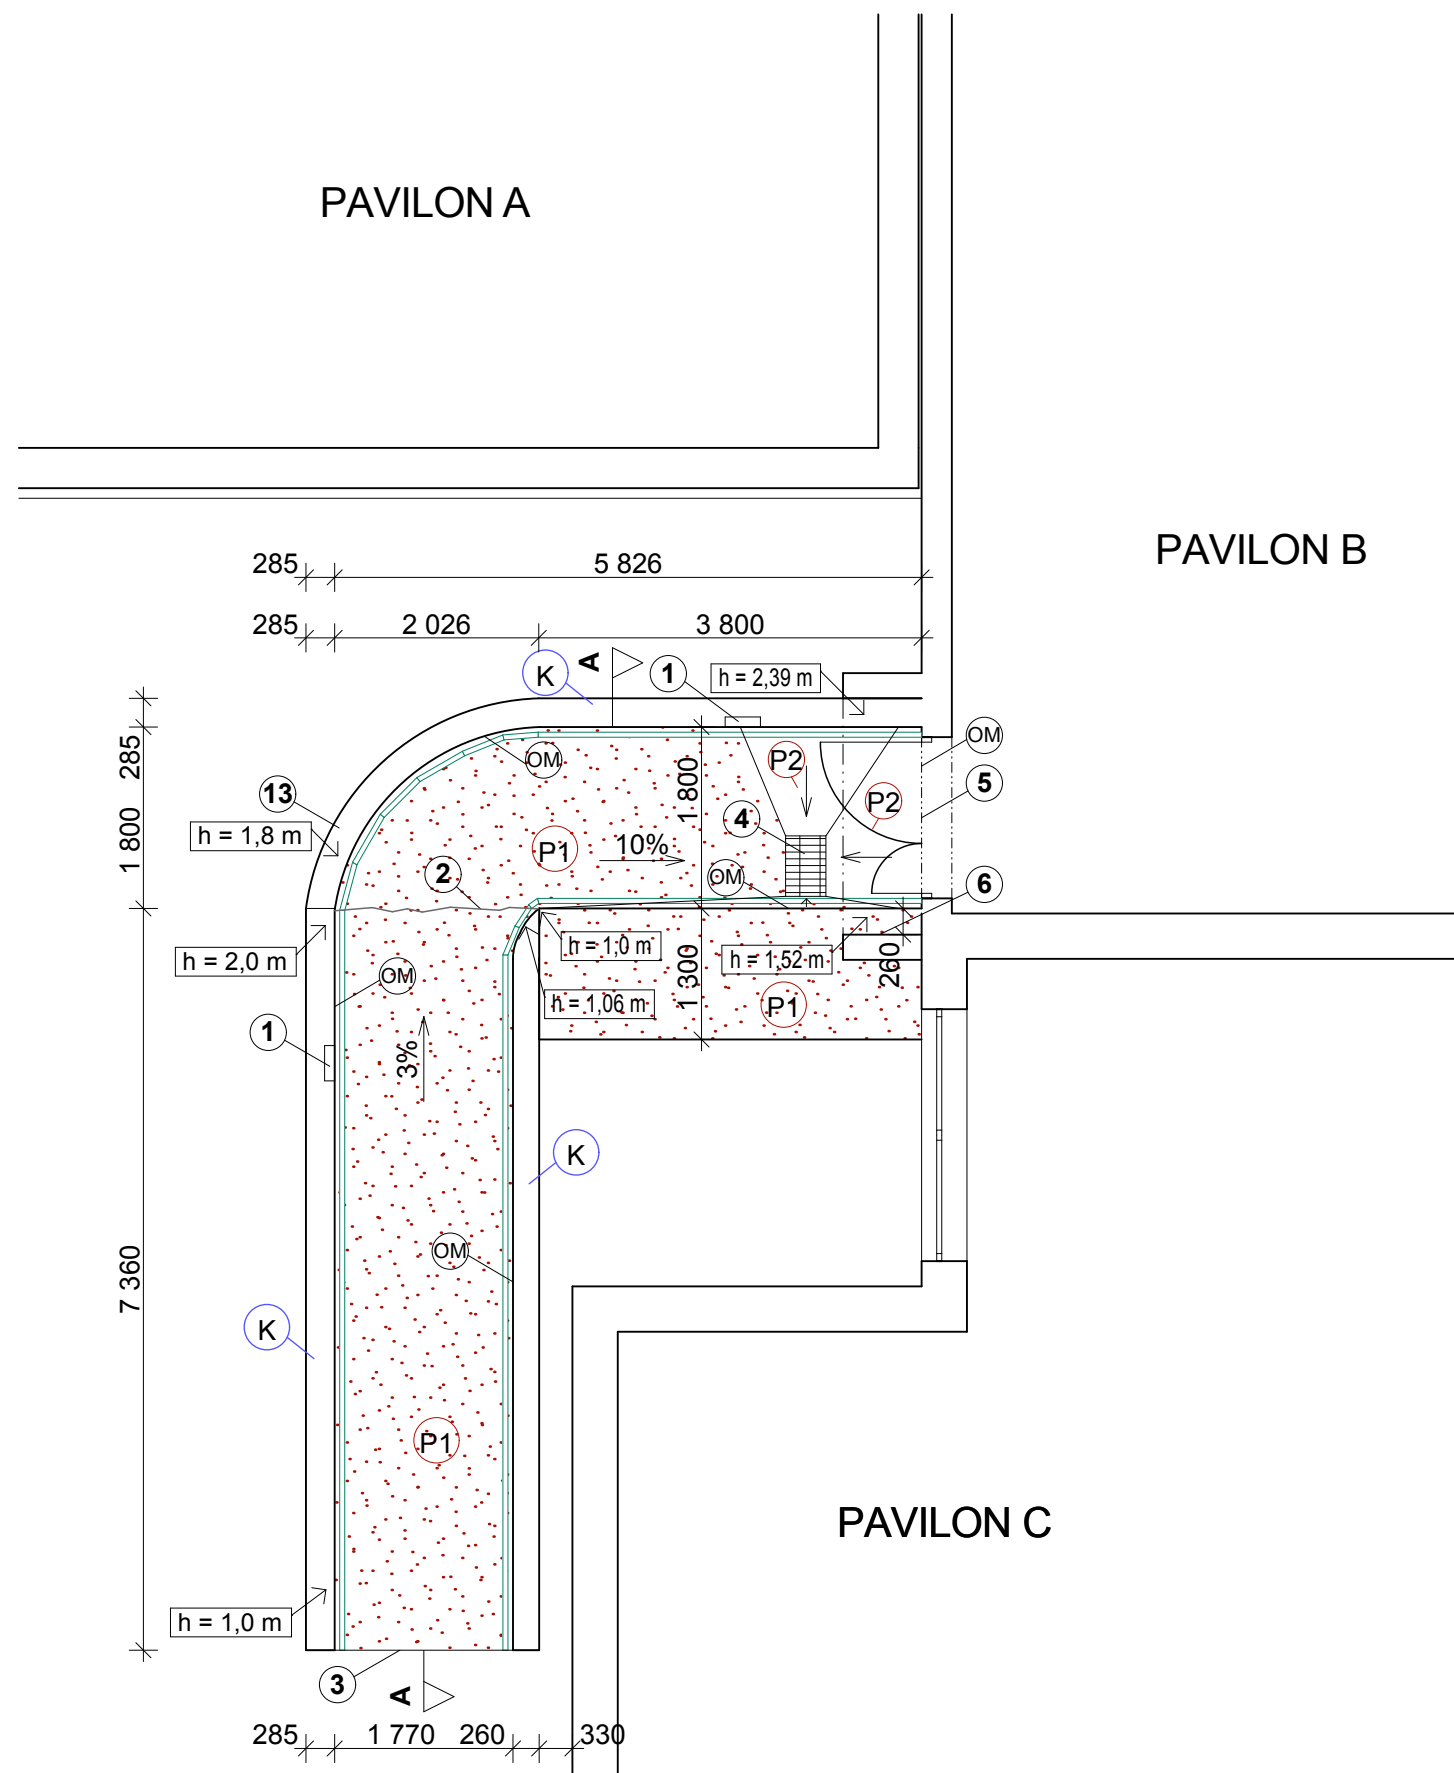 PAVILON A
PAVILON B
285
5 826
285
2 026
3 800
K
A
1
h = 2,39 m
OM
285
OM
P2
5
13
P2
1 800
h = 1,8 m
4
1 800
P1
10%
2
OM
6
h = 1,0 m
h = 2,0 m
h = 1,52 m
260
OM
1 300
h = 1,06 m
P1
1
3%
K
OM
7 360
K
P1
PAVILON C
h = 1,0 m
3
A
285
1 770
260
330